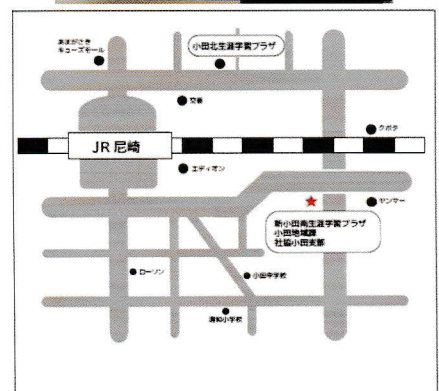 あまがさき
キューズモール
小田北生涯学習プラザ
交番
クボタ
JR 尼崎
エディオン
ヤンマー
新小田南生涯学習プラザ
小田地域課
社協小田支部
ローソン
小田中学校
浦和小学校